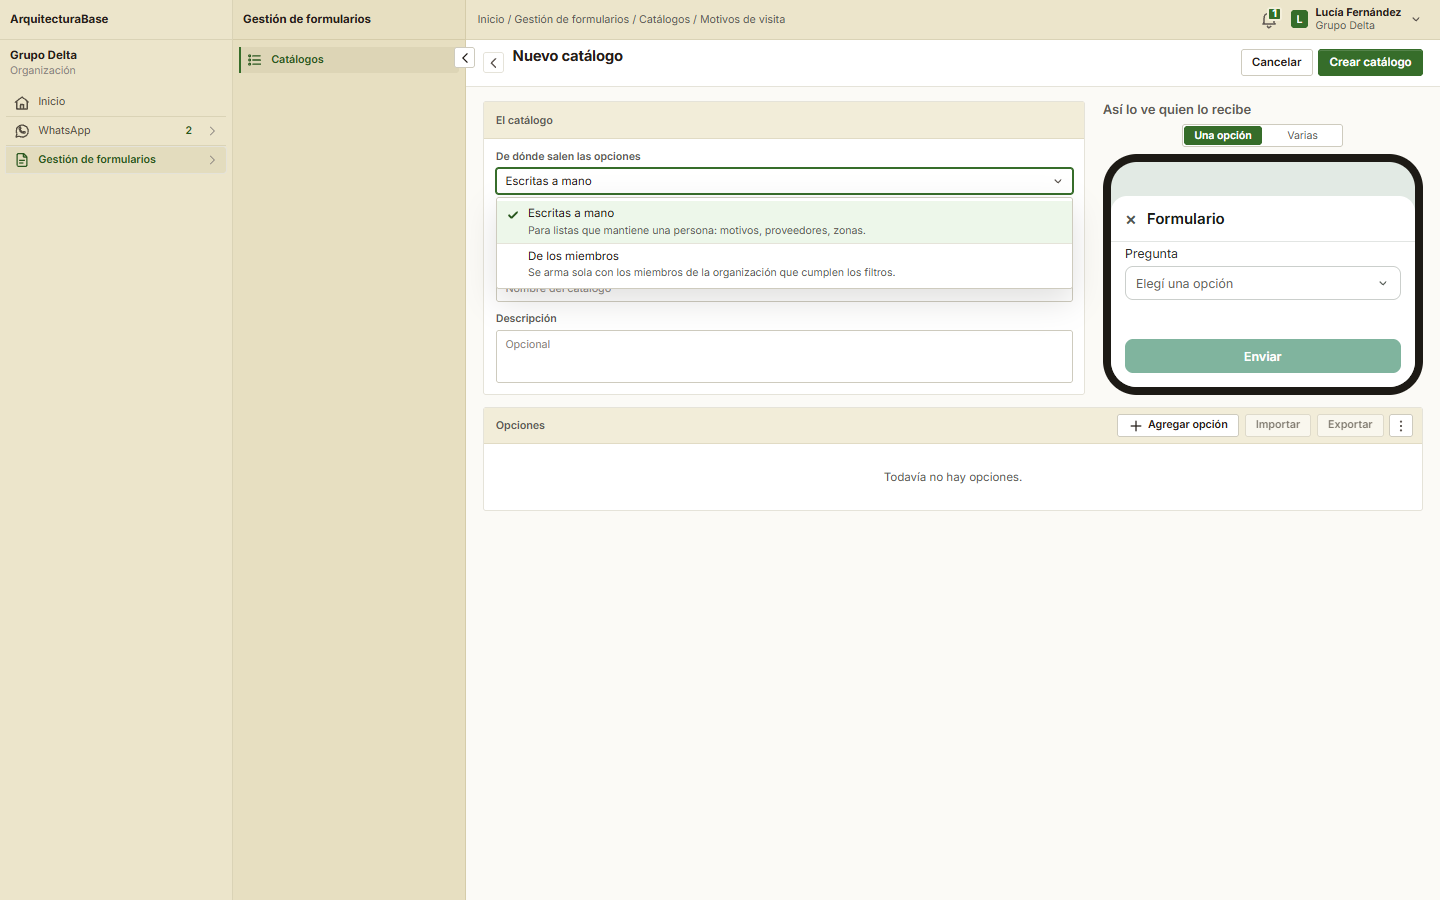 ArquitecturaBase
Grupo Delta
Organización
Inicio
WhatsApp 2
Gestión de formularios
Gestión de formularios
Catálogos
Inicio / Gestión de formularios / Catálogos / Motivos de visita
1
L
Lucía Fernández
Grupo Delta
Nuevo catálogo
Cancelar
Crear catálogo
El catálogo
De dónde salen las opciones
Escritas a mano
Escritas a mano
Para listas que mantiene una persona: motivos, proveedores, zonas.
De los miembros
Se arma sola con los miembros de la organización que cumplen los filtros.
Nombre del catálogo
Descripción
Opcional
Así lo ve quien lo recibe
Una opción
Varias
Formulario
Pregunta
Elegí una opción
Enviar
Opciones
Agregar opción
Importar
Exportar
Todavía no hay opciones.